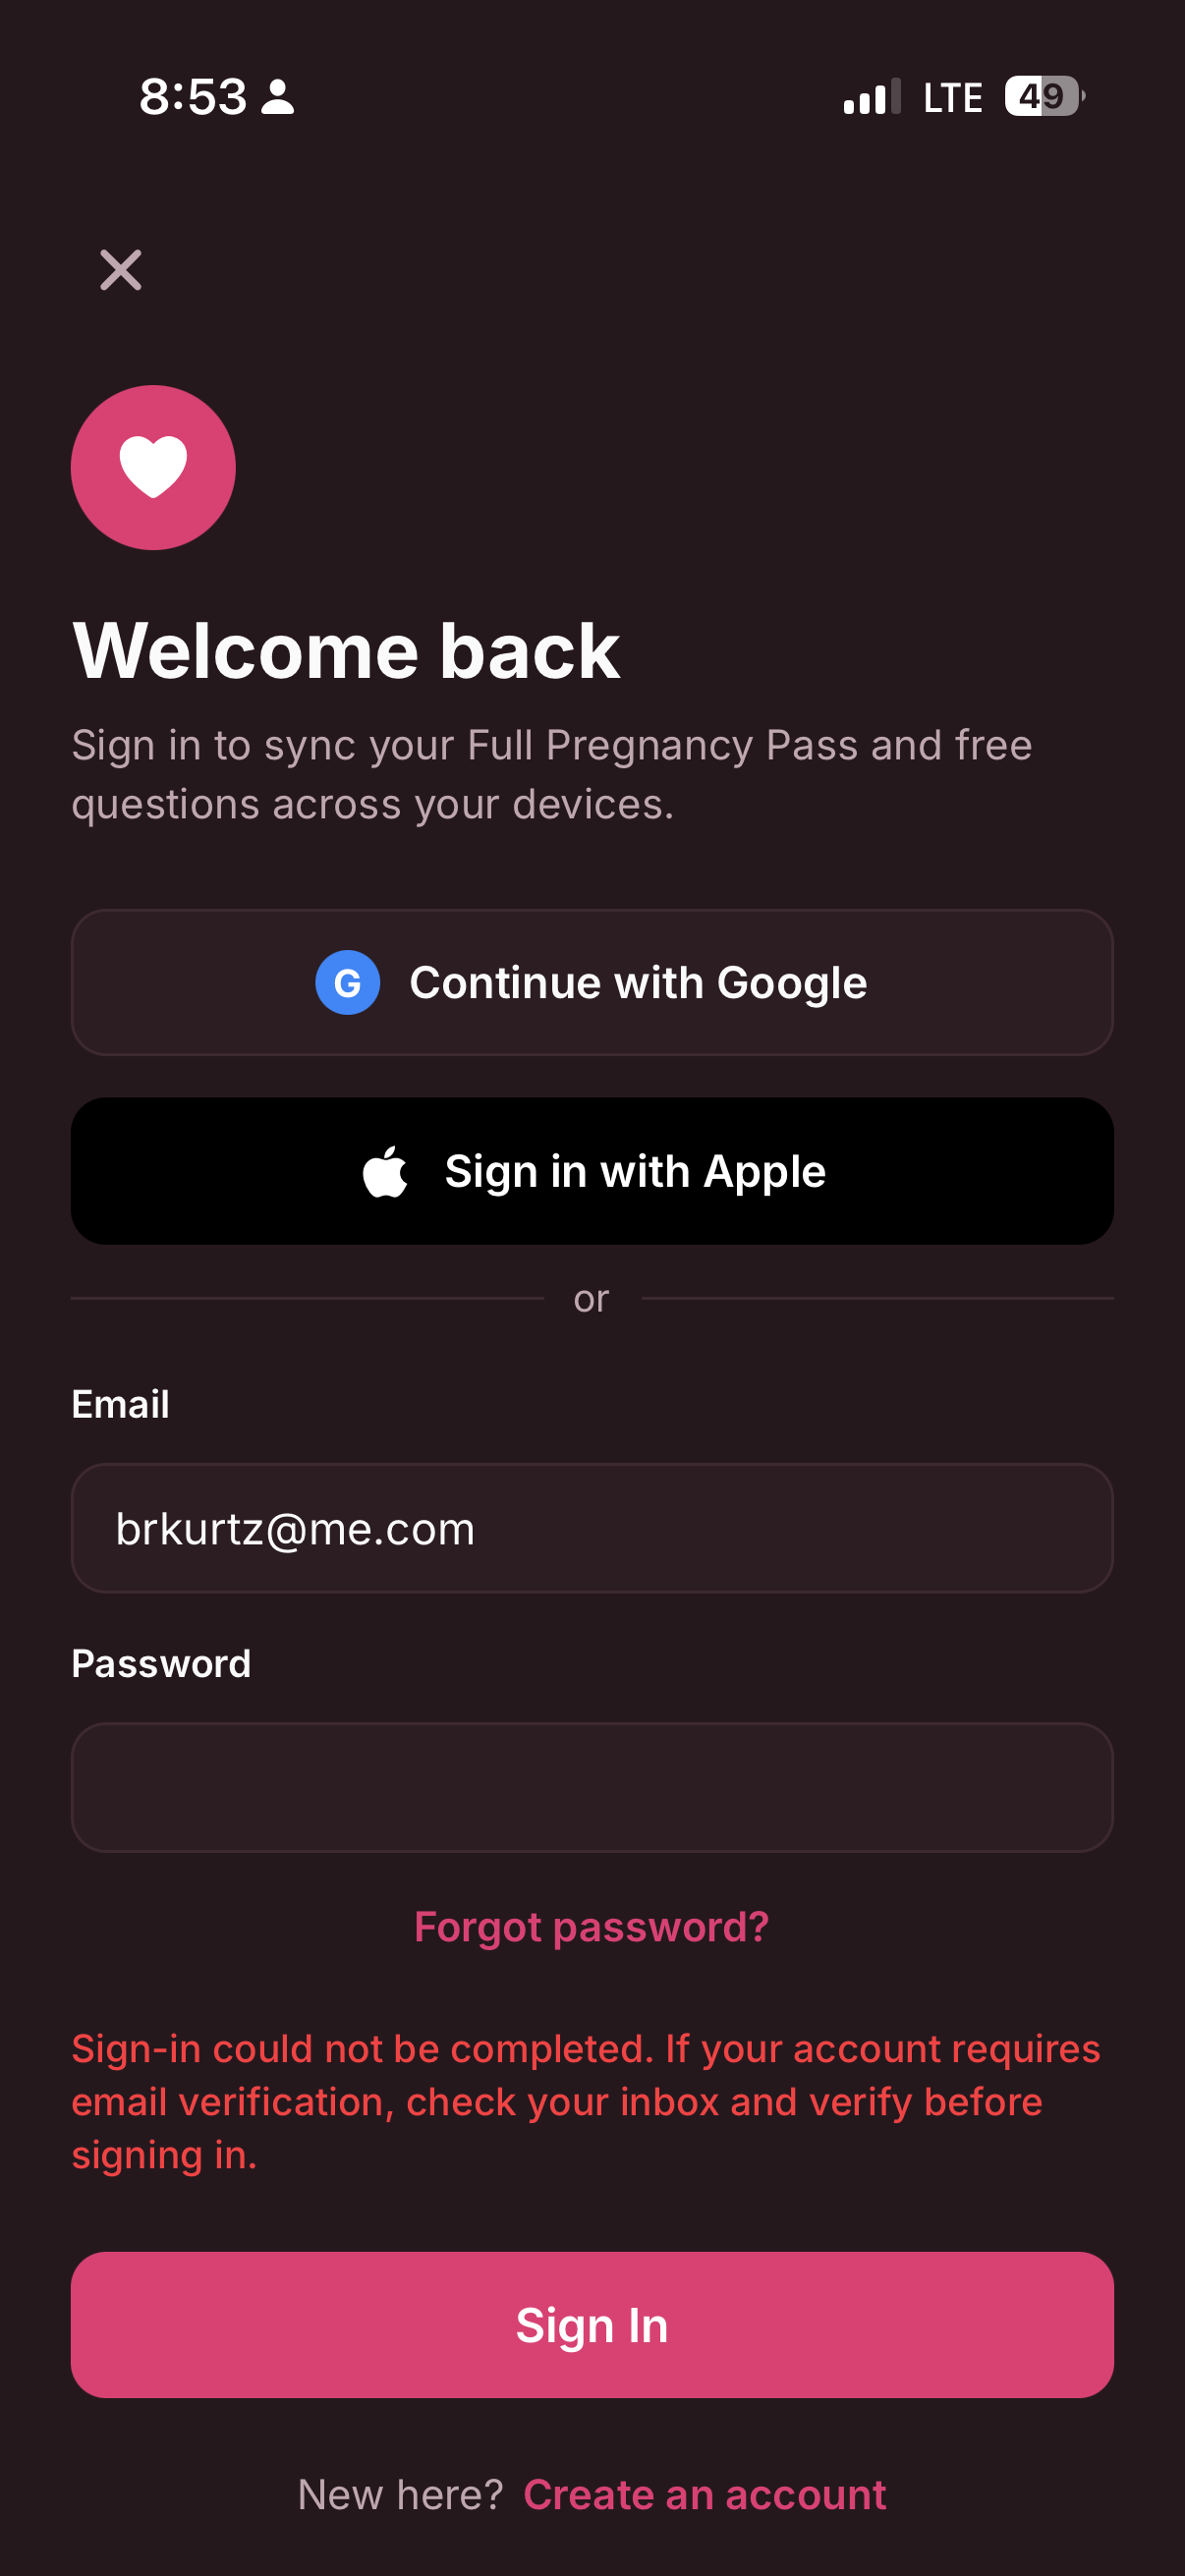 8:53
LTE
49
Welcome back
Sign in to sync your Full Pregnancy Pass and free
questions across your devices.
G Continue with Google
Sign in with Apple
or
Email
brkurtz@me.com
Password
Forgot password?
Sign-in could not be completed. If your account requires
email verification, check your inbox and verify before
signing in.
Sign In
New here? Create an account